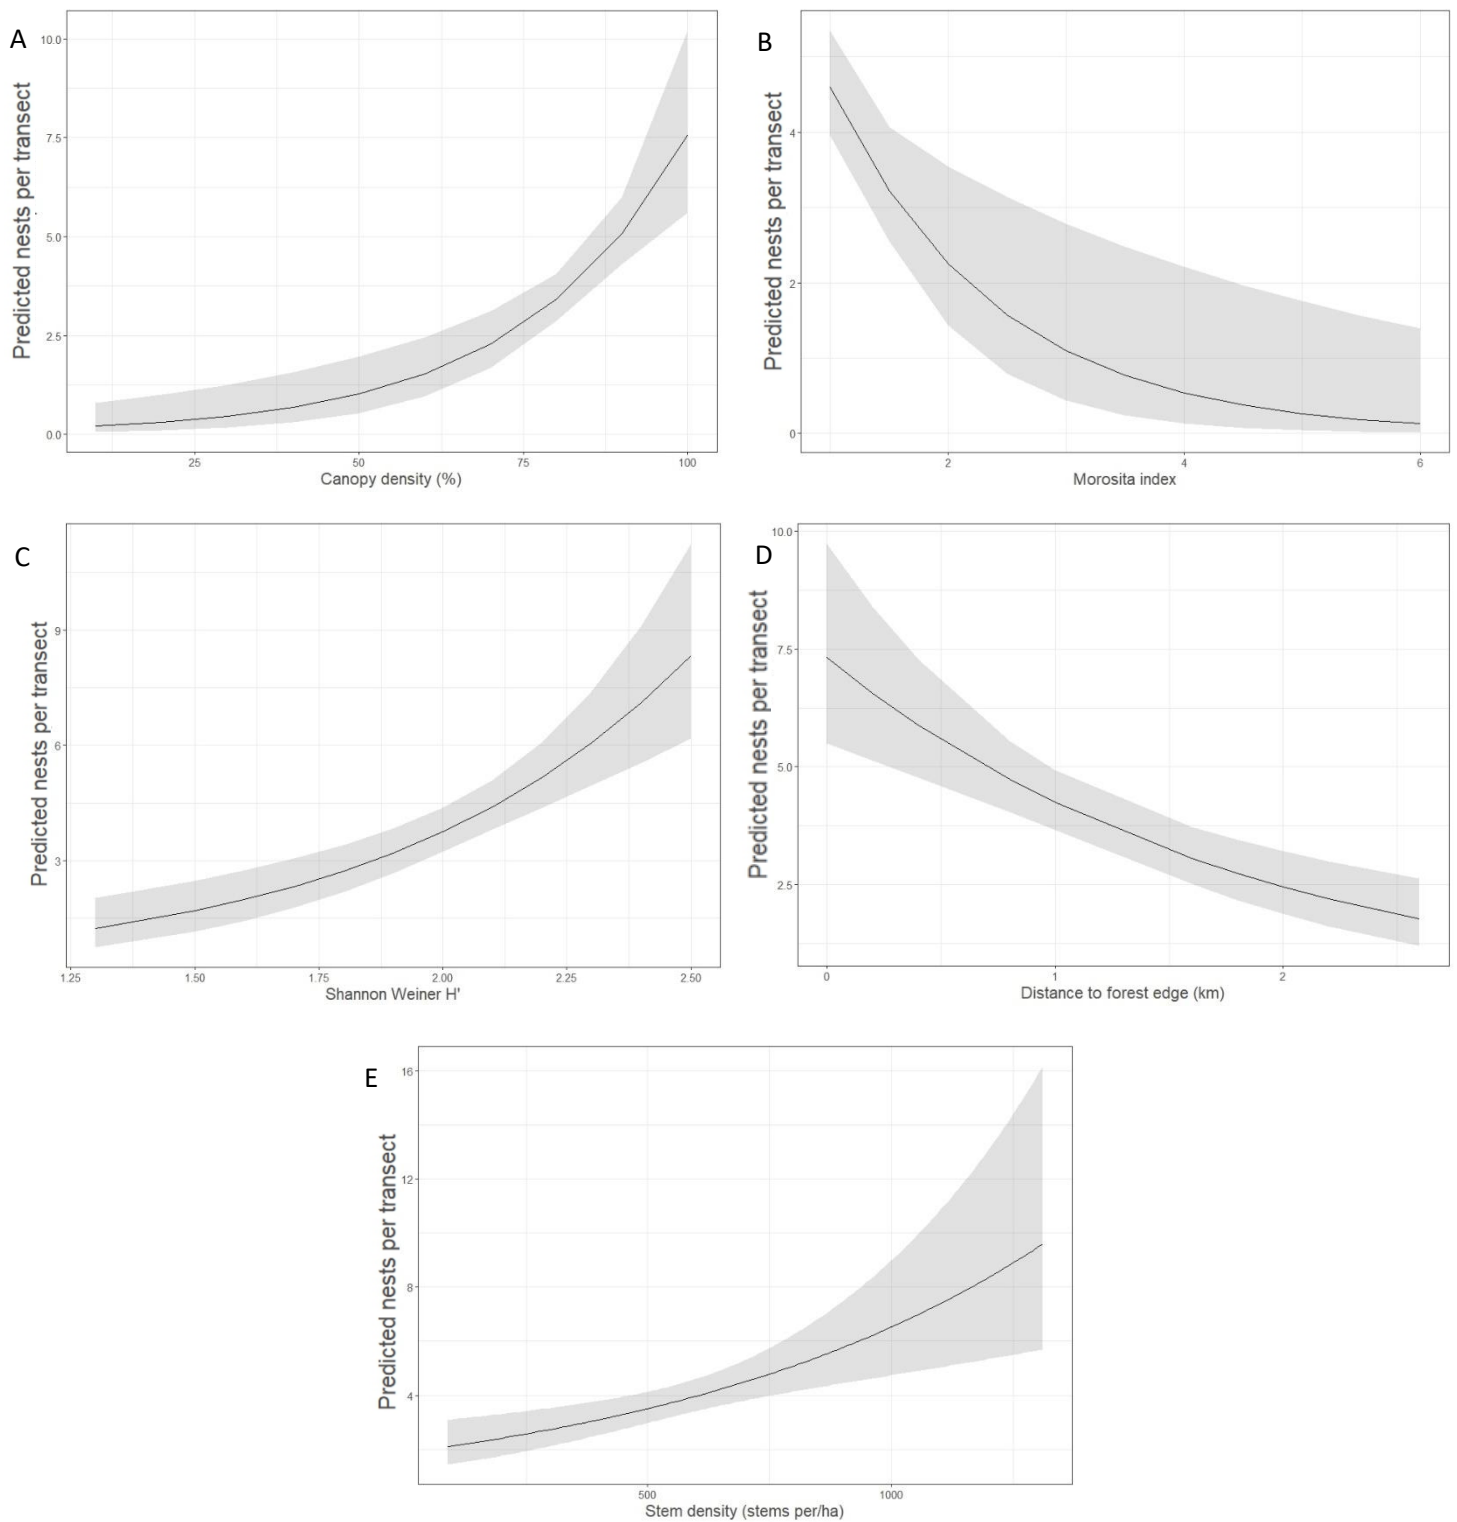 A
Predicted nests per transect
10.0
7.5
5.0
2.5
0.0
25 50 75 100
Canopy density (%)
B
Predicted nests per transect
4
2
0
2 4 6
Morosita index
C
Predicted nests per transect
9
6
3
1.25 1.50 1.75 2.00 2.25 2.50
Shannon Weiner H'
D
Predicted nests per transect
10.0
7.5
5.0
2.5
0 1 2
Distance to forest edge (km)
E
Predicted nests per transect
16
12
8
4
500 1000
Stem density (stems per/ha)